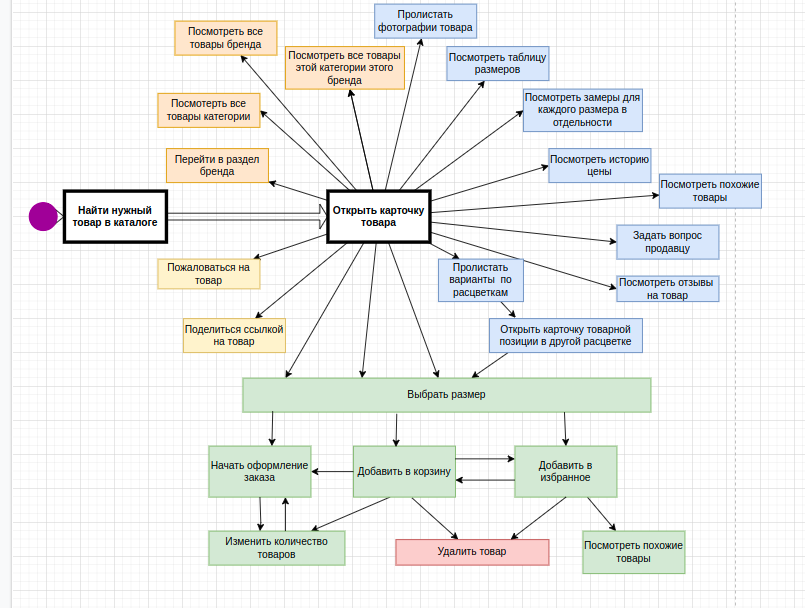 Пролистать
фотографии товара
Посмотреть все
товары бренда
Посмотреть все товары
этой категории этого
бренда
Посмотреть таблицу
размеров
Посмотерть все
товары категории
Посмотреть замеры для
каждого размера в
отдельности
Перейти в раздел
бренда
Посмотреть историю
цены
Посмотреть похожие
товары
Найти нужный
товар в каталоге
Открыть карточку
товара
Задать вопрос
продавцу
Пожаловаться на
товар
Пролистать
варианты по
расцветкам
Посмотреть отзывы
на товар
Поделиться ссылкой
на товар
Открыть карточку товарной
позиции в другой расцветке
Выбрать размер
Начать оформление
заказа
Добавить в корзину
Добавить в
избранное
Изменить количество
товаров
Удалить товар
Посмотреть похожие
товары